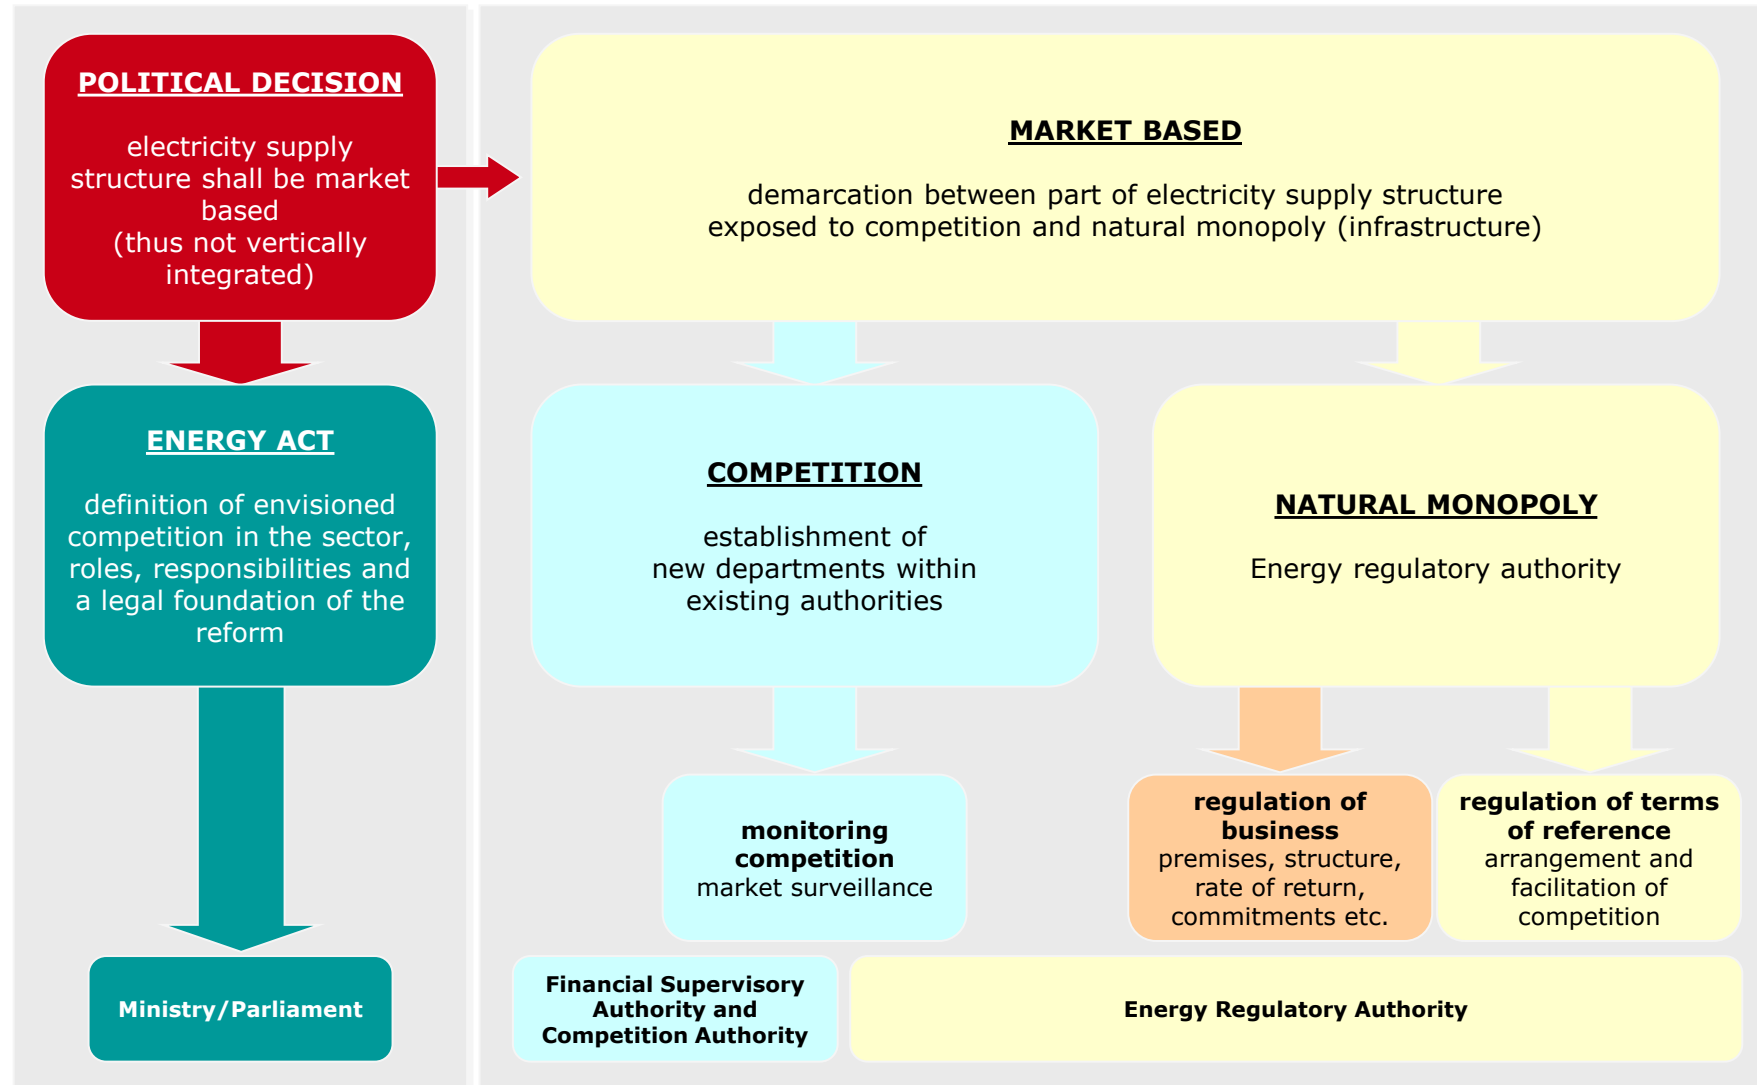 POLITICAL DECISION
electricity supply
structure shall be market
based
(thus not vertically
integrated)
MARKET BASED
demarcation between part of electricity supply structure
exposed to competition and natural monopoly (infrastructure)
ENERGY ACT
definition of envisioned
competition in the sector,
roles, responsibilities and
a legal foundation of the
reform
COMPETITION
establishment of
new departments within
existing authorities
NATURAL MONOPOLY
Energy regulatory authority
monitoring
competition
market surveillance
regulation of
business
premises, structure,
rate of return,
commitments etc.
regulation of terms
of reference
arrangement and
facilitation of
competition
Ministry/Parliament
Financial Supervisory
Authority and
Competition Authority
Energy Regulatory Authority